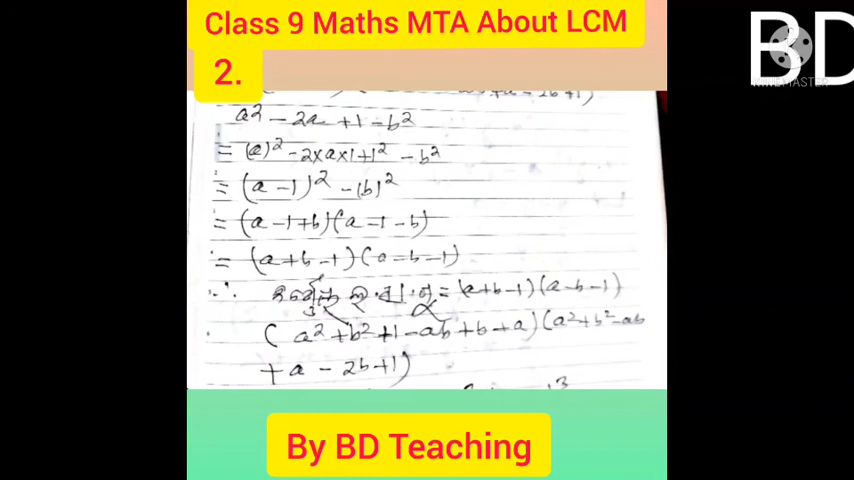 Class 9 Maths MTA About LCM
2.
BD
KINEMASTER
a² - 2a + 1 - b²
= (a)² - 2×a×1+1² - b²
= (a - 1)² - (b)²
= (a - 1 + b)(a - 1 - b)
= (a + b - 1)(a - b - 1)
∴ = (a+b-1)(a-b-1)
(a² + b² + 1 - ab + b + a)(a² + b² - ab
+ a - 2b + 1)
By BD Teaching